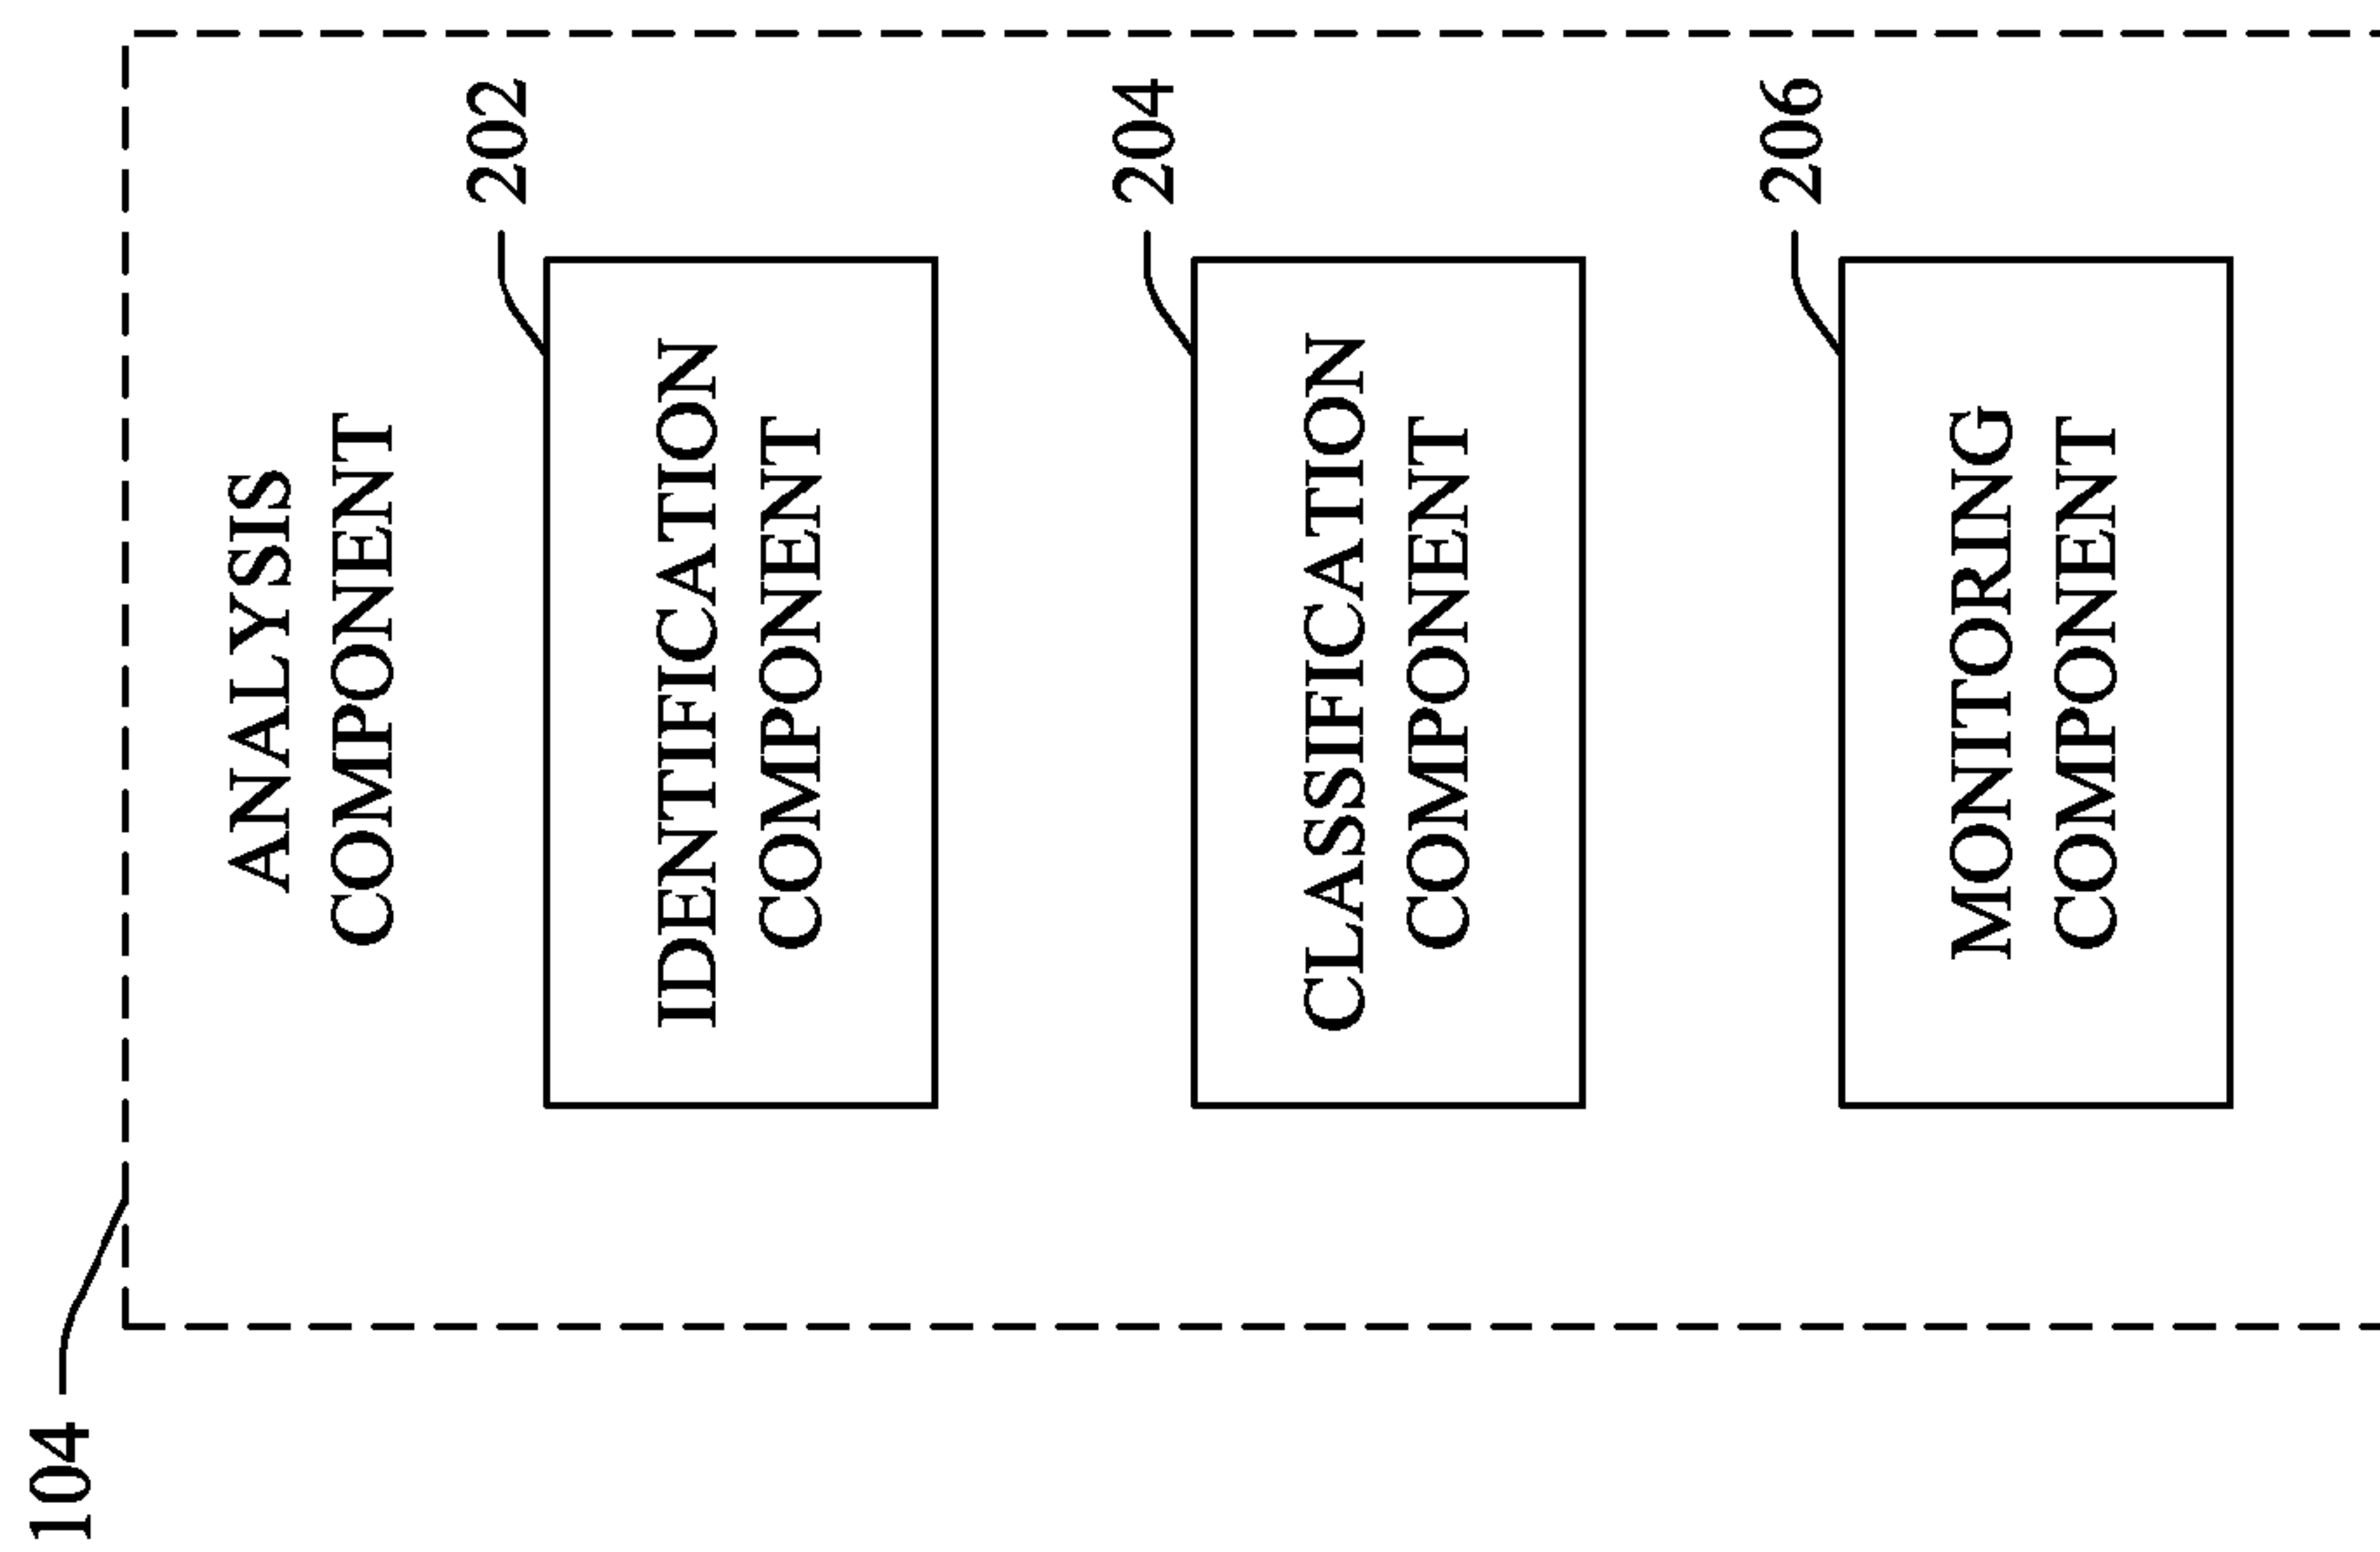 104
ANALYSIS
COMPONENT
202
IDENTIFICATION
COMPONENT
204
CLASSIFICATION
COMPONENT
206
MONITORING
COMPONENT